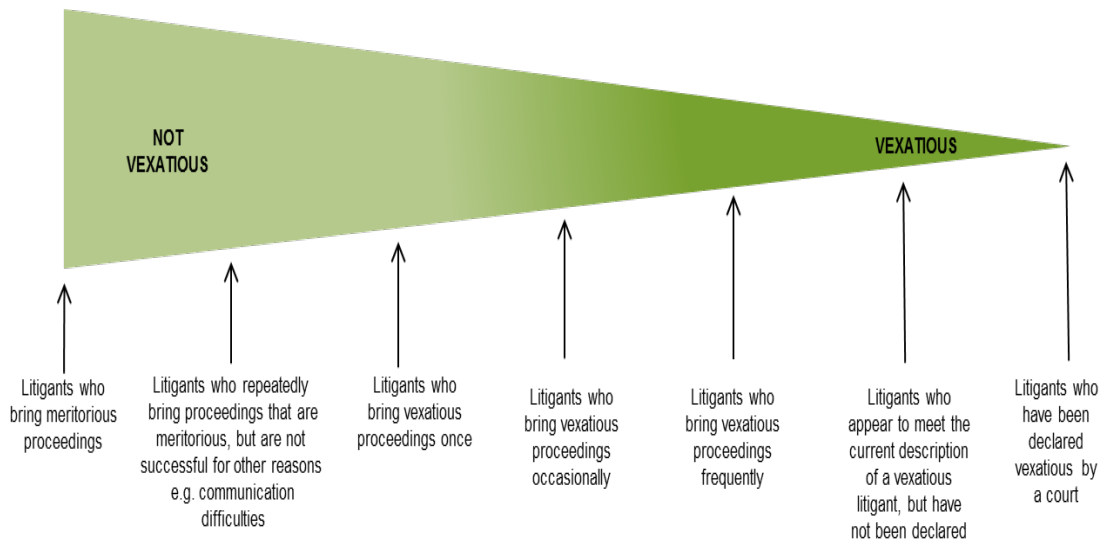 NOT
VEXATIOUS
VEXATIOUS
Litigants who
bring meritorious
proceedings
Litigants who repeatedly
bring proceedings that are
meritorious, but are not
successful for other reasons
e.g. communication
difficulties
Litigants who
bring vexatious
proceedings once
Litigants who
bring vexatious
proceedings
occasionally
Litigants who
bring vexatious
proceedings
frequently
Litigants who
appear to meet the
current description
of a vexatious
litigant, but have
not been declared
Litigants who
have been
declared
vexatious by
a court